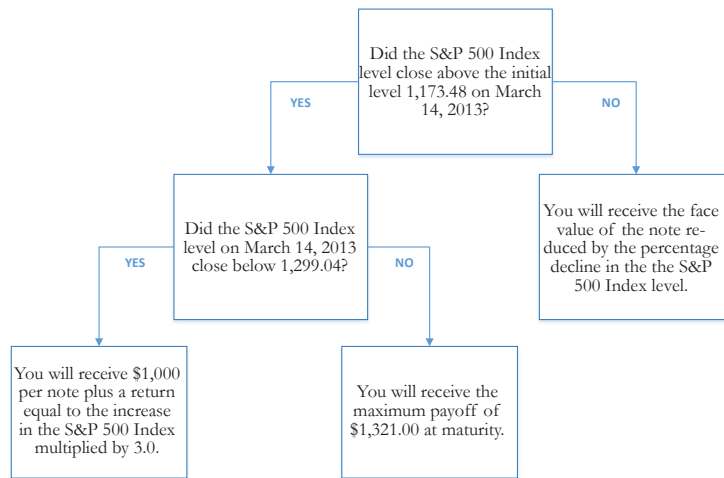 Did the S&P 500 Index
level close above the initial
level 1,173.48 on March
14, 2013?
YES
NO
Did the S&P 500 Index
level on March 14, 2013
close below 1,299.04?
You will receive the face
value of the note re-
duced by the percentage
decline in the the S&P
500 Index level.
YES
NO
You will receive $1,000
per note plus a return
equal to the increase
in the S&P 500 Index
multiplied by 3.0.
You will receive the
maximum payoff of
$1,321.00 at maturity.